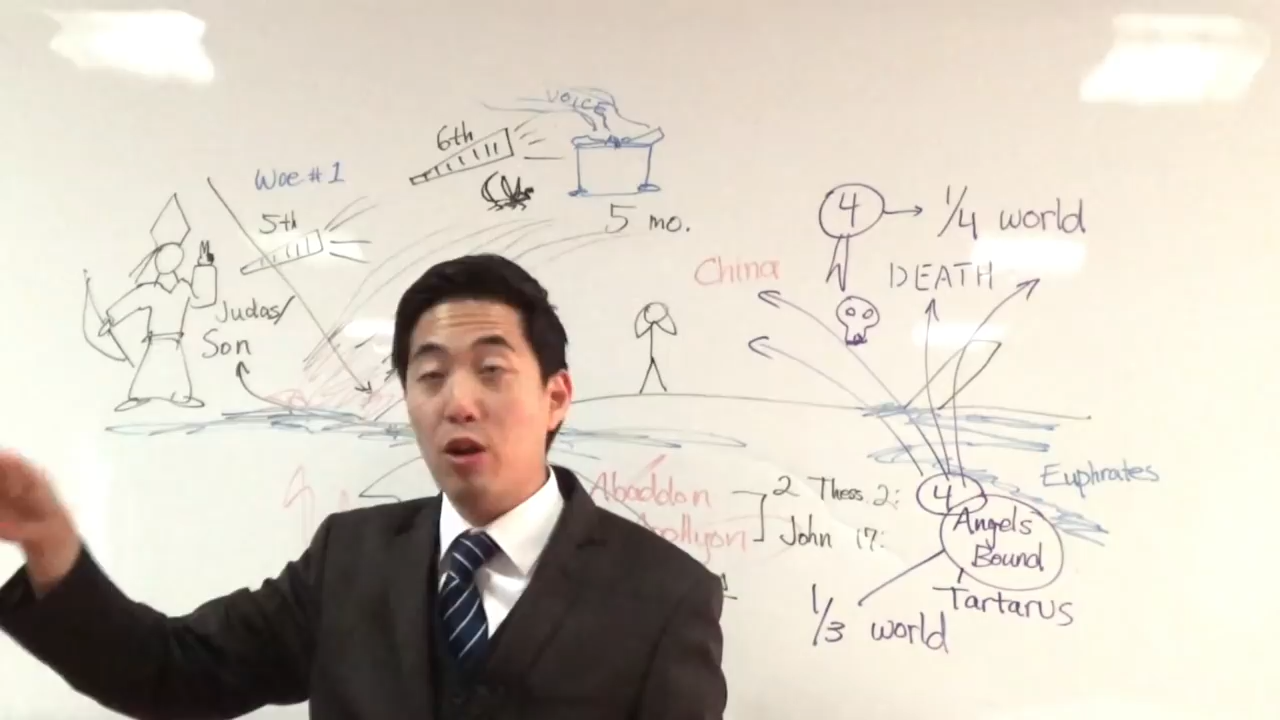 VOICE
6th
Woe #1
5th
5 mo.
4 → 1/4 world
China
DEATH
Judas/
Son
Euphrates
Abaddon
2 Thess 2:
John 17:
4
Angels
Bound
Tartarus
1/3 world